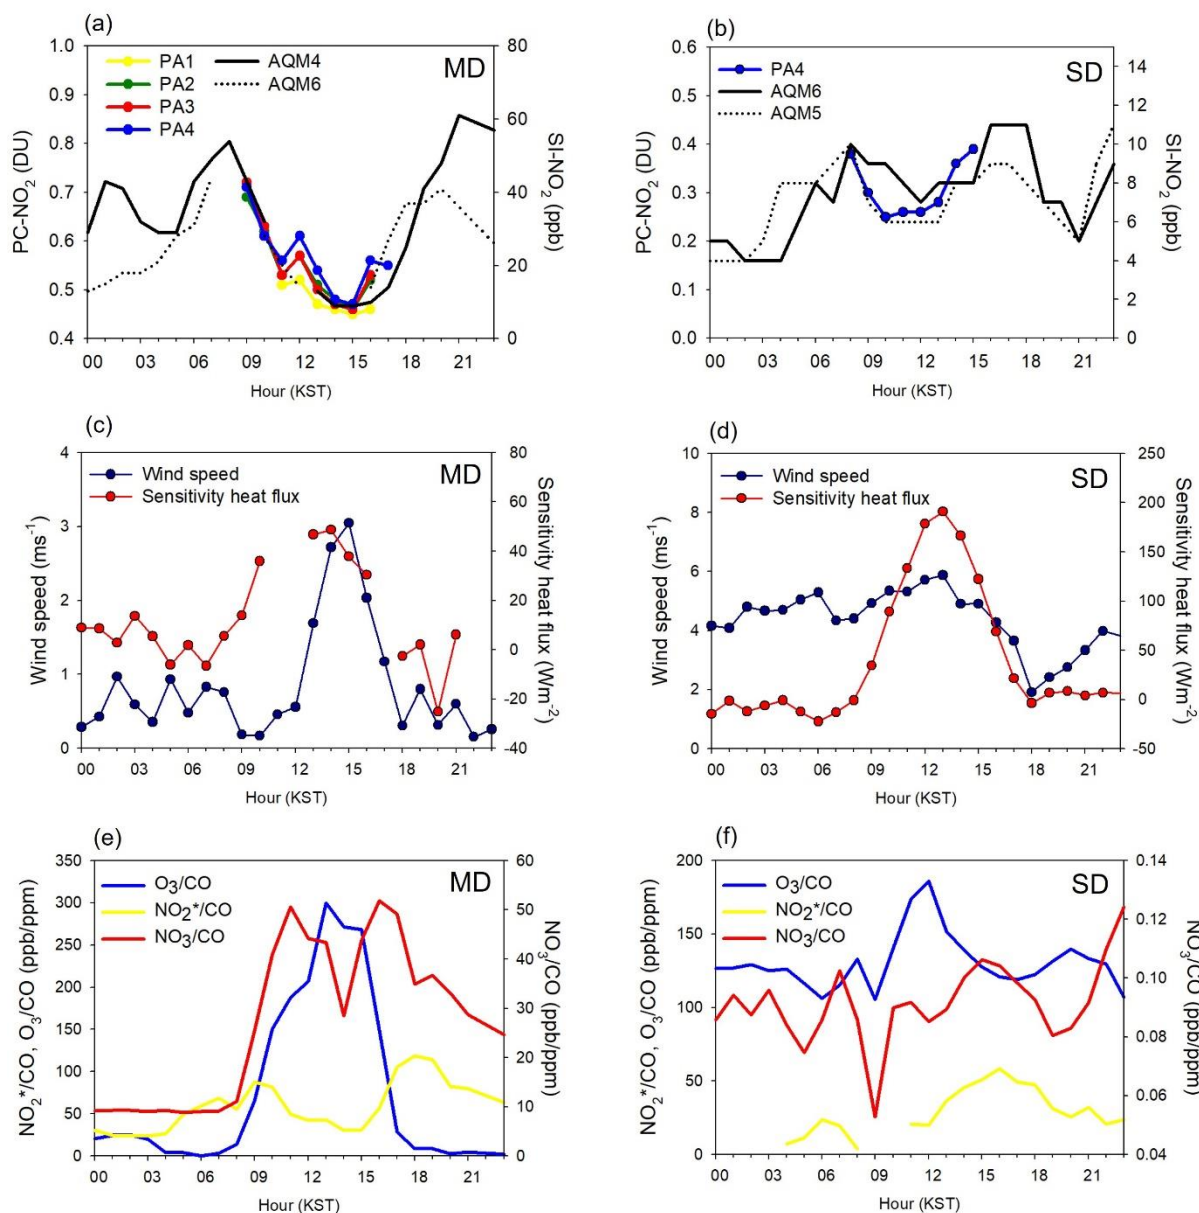 (a)
1.0
0.9
0.8
0.7
0.6
0.5
0.4
PC-NO2 (DU)
PA1
PA2
PA3
PA4
AQM4
AQM6
MD
80
60
40
20
0
SI-NO2 (ppb)
00 03 06 09 12 15 18 21
Hour (KST)
(b)
0.6
0.5
0.4
0.3
0.2
0.1
0.0
PC-NO2 (DU)
PA4
AQM6
AQM5
SD
14
12
10
8
6
4
2
0
SI-NO2 (ppb)
00 03 06 09 12 15 18 21
Hour (KST)
(c)
4
3
2
1
0
Wind speed (ms-1)
Wind speed
Sensitivity heat flux
MD
80
60
40
20
0
-20
-40
Sensitivity heat flux (Wm-2)
00 03 06 09 12 15 18 21
Hour (KST)
(d)
10
8
6
4
2
0
Wind speed (ms-1)
Wind speed
Sensitivity heat flux
SD
250
200
150
100
50
0
-50
Sensitivity heat flux (Wm-2)
00 03 06 09 12 15 18 21
Hour (KST)
(e)
350
300
250
200
150
100
50
0
NO2*/CO, O3/CO (ppb/ppm)
O3/CO
NO2*/CO
NO3/CO
MD
60
50
40
30
20
10
0
NO3/CO (ppb/ppm)
00 03 06 09 12 15 18 21
Hour (KST)
(f)
200
150
100
50
0
NO2*/CO, O3/CO (ppb/ppm)
O3/CO
NO2*/CO
NO3/CO
SD
0.14
0.12
0.10
0.08
0.06
0.04
NO3/CO (ppb/ppm)
00 03 06 09 12 15 18 21
Hour (KST)